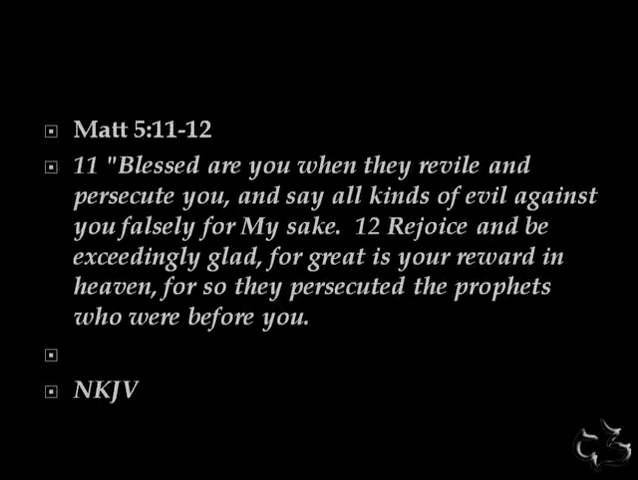 Matt 5:11-12
11 "Blessed are you when they revile and
persecute you, and say all kinds of evil against
you falsely for My sake.  12 Rejoice and be
exceedingly glad, for great is your reward in
heaven, for so they persecuted the prophets
who were before you.
NKJV
C3